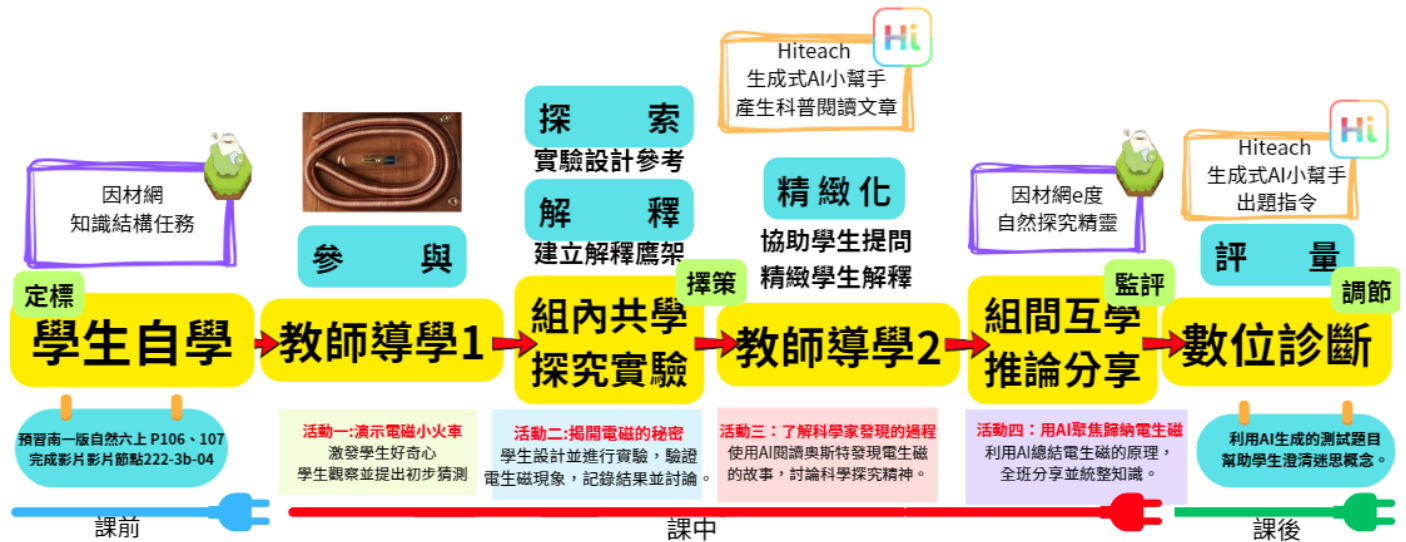 因材網
知識結構任務
定標
學生自學
預習南一版自然六上 P106、107
完成影片影片節點222-3b-04
參 與
教師導學1
活動一:演示電磁小火車
激發學生好奇心
學生觀察並提出初步猜測
探 索
實驗設計參考
解 釋
建立解釋鷹架
組內共學
探究實驗
擇策
活動二:揭開電磁的秘密
學生設計並進行實驗，驗證
電生磁現象，記錄結果並討論。
Hi
Hiteach
生成式AI小幫手
產生科普閱讀文章
精緻化
協助學生提問
精緻學生解釋
教師導學2
活動三：了解科學家發現的過程
使用AI閱讀奧斯特發現電生磁
的故事，討論科學探究精神。
因材網e度
自然探究精靈
監評
組間互學
推論分享
活動四：用AI聚焦歸納電生磁
利用AI總結電生磁的原理，
全班分享並統整知識。
Hi
Hiteach
生成式AI小幫手
出題指令
評 量
調節
數位診斷
利用AI生成的測試題目
幫助學生澄清迷思概念。
課前
課中
課後